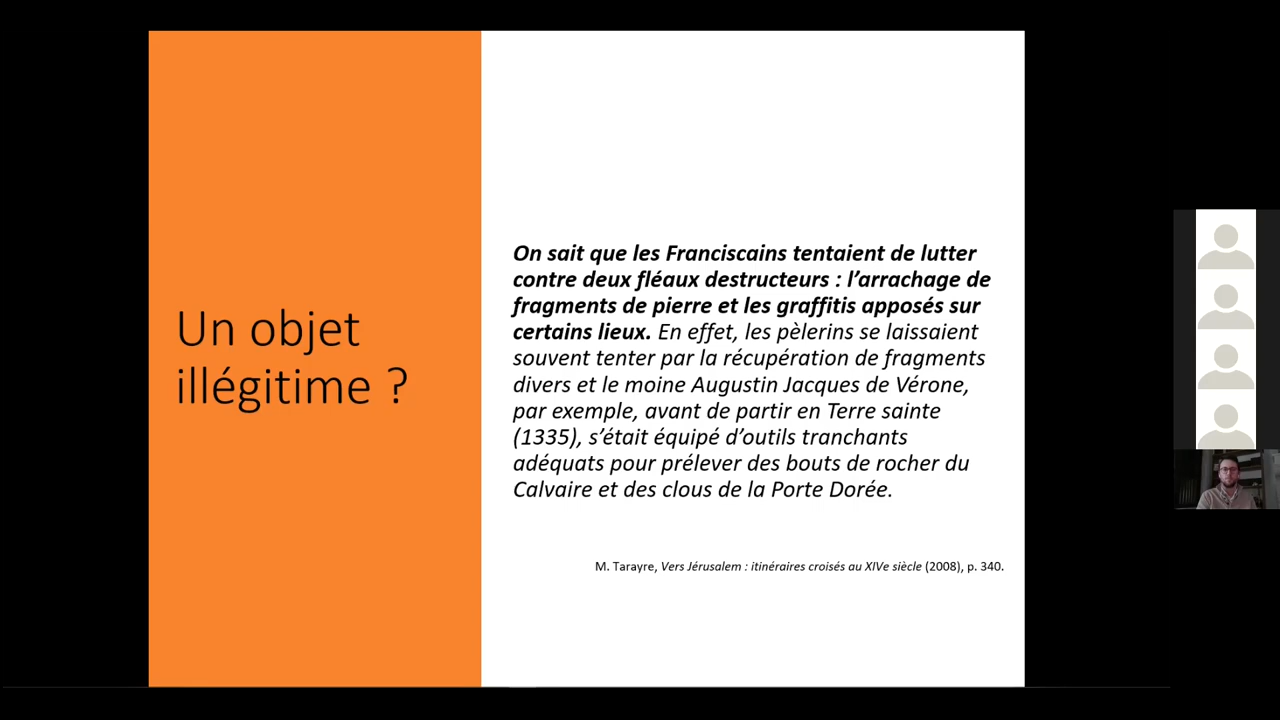 Un objet
illégitime ?
On sait que les Franciscains tentaient de lutter
contre deux fléaux destructeurs : l’arrachage de
fragments de pierre et les graffitis apposés sur
certains lieux. En effet, les pèlerins se laissaient
souvent tenter par la récupération de fragments
divers et le moine Augustin Jacques de Vérone,
par exemple, avant de partir en Terre sainte
(1335), s’était équipé d’outils tranchants
adéquats pour prélever des bouts de rocher du
Calvaire et des clous de la Porte Dorée.
M. Tarayre, Vers Jérusalem : itinéraires croisés au XIVe siècle (2008), p. 340.